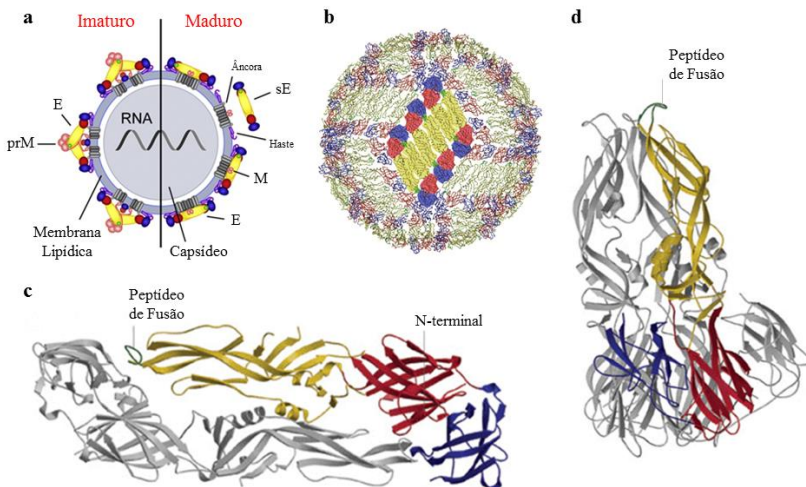 a
Imaturo
Maduro
Âncora
sE
E
RNA
prM
Haste
M
E
Membrana
Lipídica
Capsídeo
b
c
Peptídeo
de Fusão
N-terminal
d
Peptídeo
de Fusão